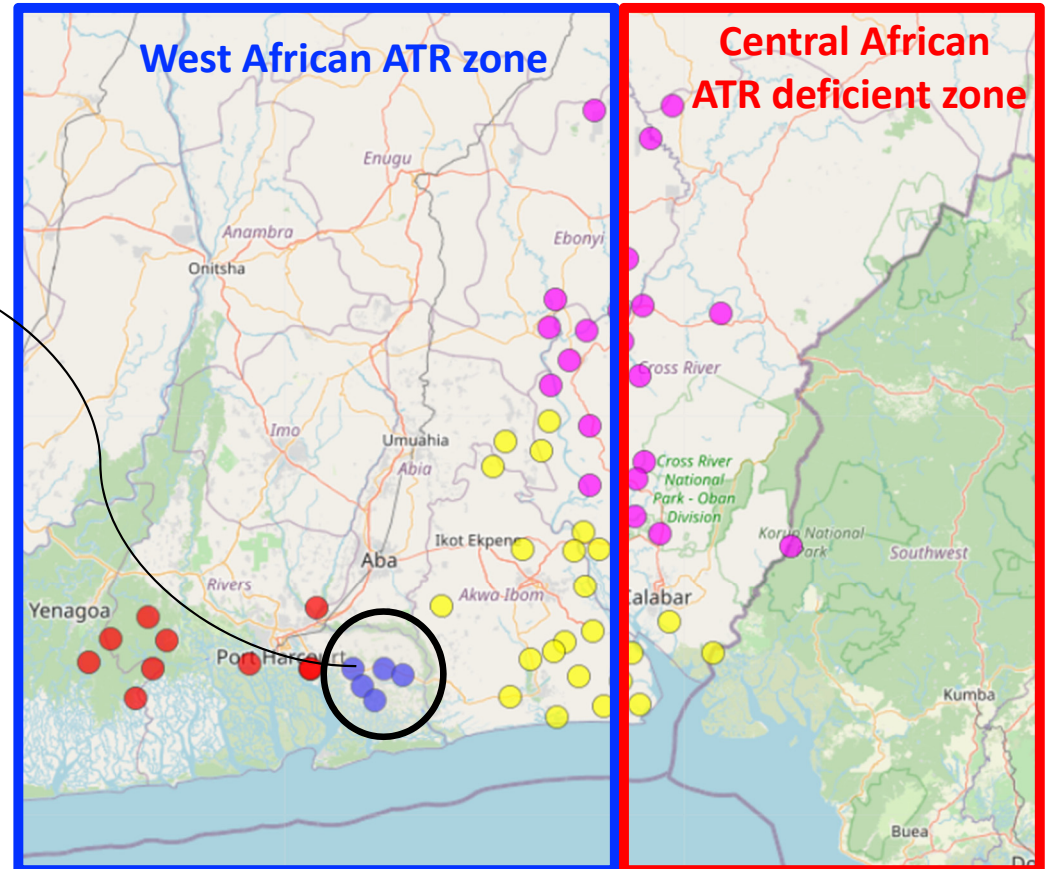 West African ATR zone
Central African
ATR deficient zone
Enugu
Anambra
Ebonyi
Onitsha
Cross River
Imo
Umuahia
Abia
Cross River
National
Park - Oban
Division
Ikot Ekpene
Korup National
Park
Southwest
Aba
Rivers
Akwa-Ibom
Calabar
Yenagoa
Port Harcourt
Kumba
Buea
Do